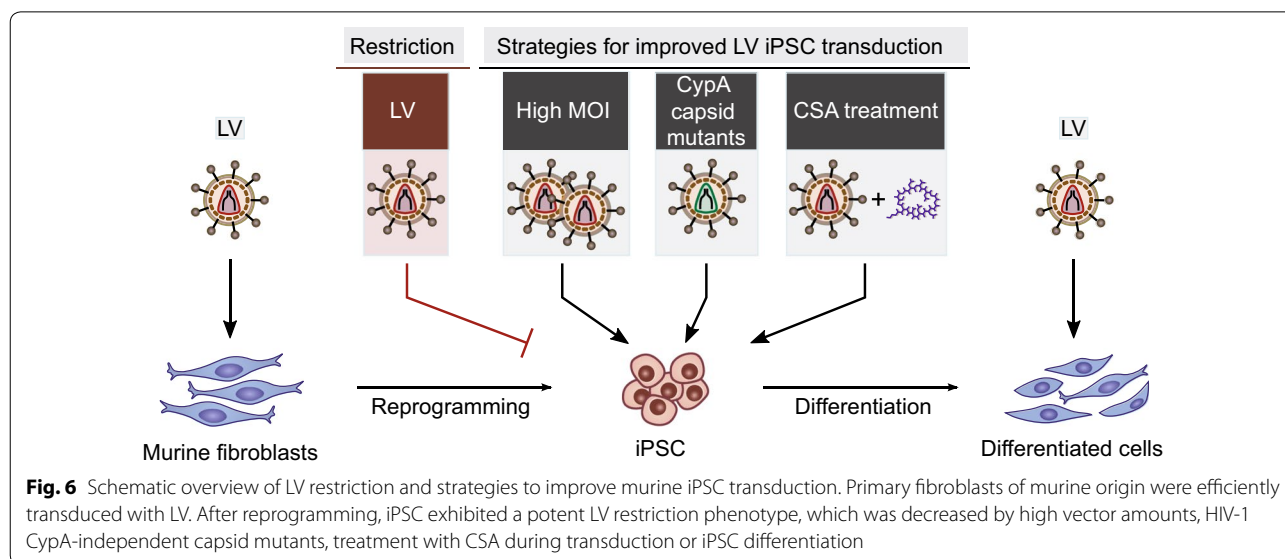 Restriction
Strategies for improved LV iPSC transduction
LV
LV
High MOI
CypA
capsid
mutants
CSA treatment
LV
+
Reprogramming
Differentiation
Murine fibroblasts
iPSC
Differentiated cells
Fig. 6 Schematic overview of LV restriction and strategies to improve murine iPSC transduction. Primary fibroblasts of murine origin were efficiently
transduced with LV. After reprogramming, iPSC exhibited a potent LV restriction phenotype, which was decreased by high vector amounts, HIV-1
CypA-independent capsid mutants, treatment with CSA during transduction or iPSC differentiation